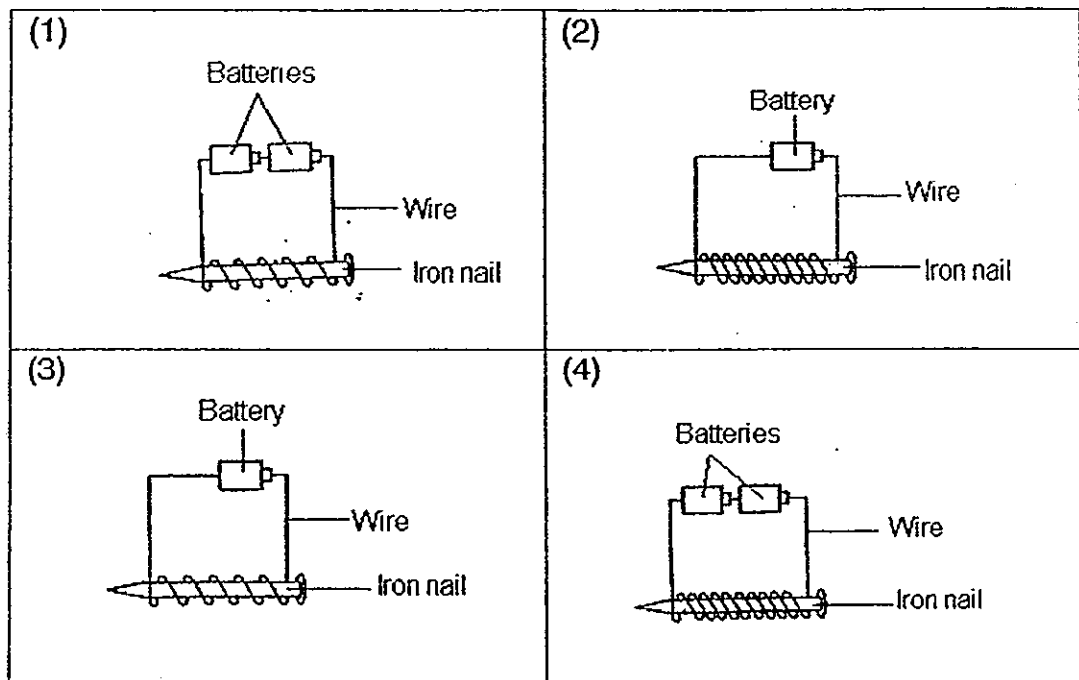 (1)
Batteries
Wire
Iron nail
(2)
Battery
Wire
Iron nail
(3)
Battery
Wire
Iron nail
(4)
Batteries
Wire
Iron nail